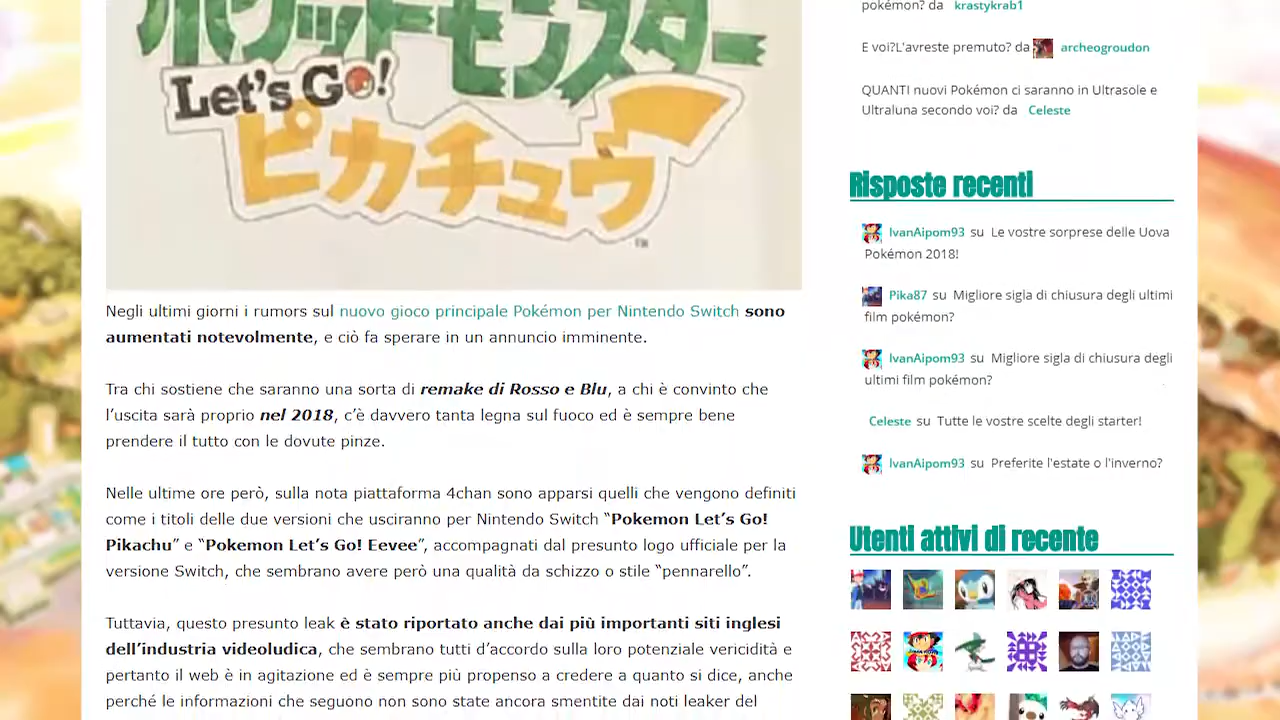 ポケットモンスター
Let's Go!
ピカチュウ
TM
Negli ultimi giorni i rumors sul nuovo gioco principale Pokémon per Nintendo Switch sono
aumentati notevolmente, e ciò fa sperare in un annuncio imminente.
Tra chi sostiene che saranno una sorta di remake di Rosso e Blu, a chi è convinto che
l’uscita sarà proprio nel 2018, c’è davvero tanta legna sul fuoco ed è sempre bene
prendere il tutto con le dovute pinze.
Nelle ultime ore però, sulla nota piattaforma 4chan sono apparsi quelli che vengono definiti
come i titoli delle due versioni che usciranno per Nintendo Switch “Pokemon Let’s Go!
Pikachu” e “Pokemon Let’s Go! Eevee”, accompagnati dal presunto logo ufficiale per la
versione Switch, che sembrano avere però una qualità da schizzo o stile “pennarello”.
Tuttavia, questo presunto leak è stato riportato anche dai più importanti siti inglesi
dell’industria videoludica, che sembrano tutti d’accordo sulla loro potenziale vericidità e
pertanto il web è in agitazione ed è sempre più propenso a credere a quanto si dice, anche
perché le informazioni che seguono non sono state ancora smentite dai noti leaker del
pokémon? da krastykrab1
E voi?L'avreste premuto? da archeogroudon
QUANTI nuovi Pokémon ci saranno in Ultrasole e
Ultraluna secondo voi? da Celeste
Risposte recenti
IvanAipom93 su Le vostre sorprese delle Uova
Pokémon 2018!
Pika87 su Migliore sigla di chiusura degli ultimi
film pokémon?
IvanAipom93 su Migliore sigla di chiusura degli
ultimi film pokémon?
Celeste su Tutte le vostre scelte degli starter!
IvanAipom93 su Preferite l'estate o l'inverno?
Utenti attivi di recente